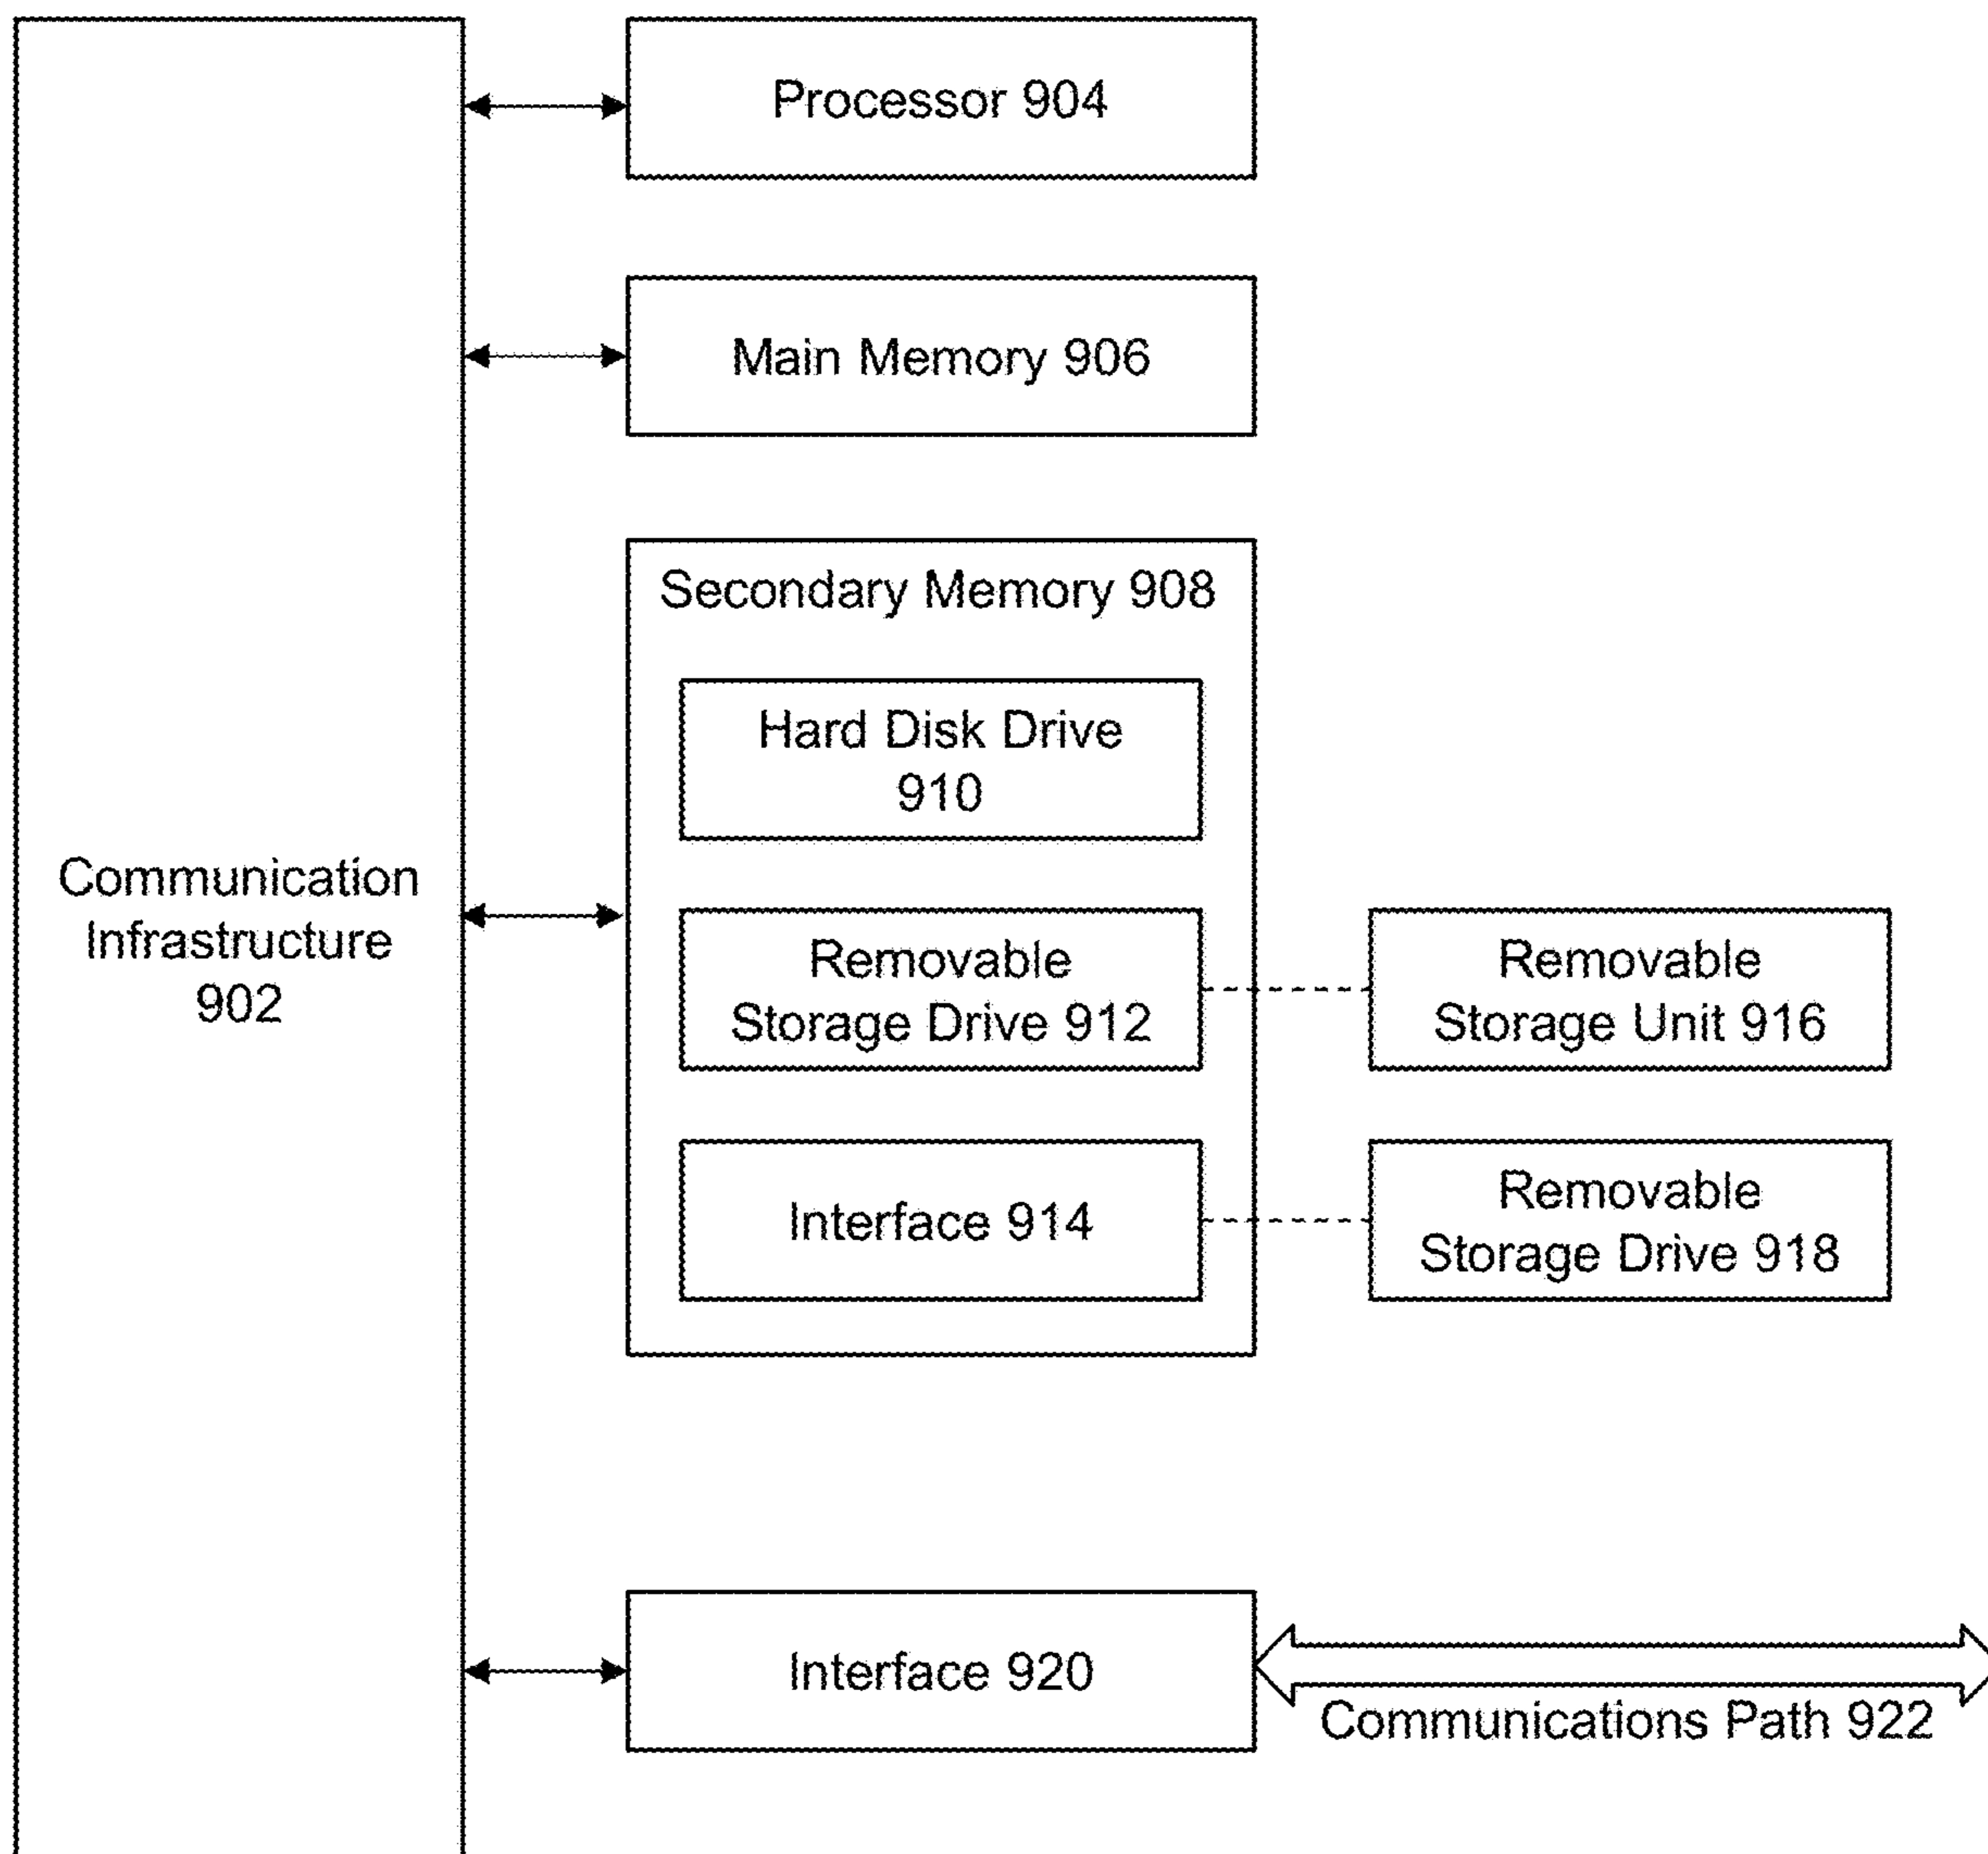 Processor 904
Main Memory 906
Secondary Memory 908
Hard Disk Drive
910
Communication
Infrastructure
902
Removable
Storage Drive 912
Removable
Storage Unit 916
Interface 914
Removable
Storage Drive 918
Interface 920
Communications Path 922